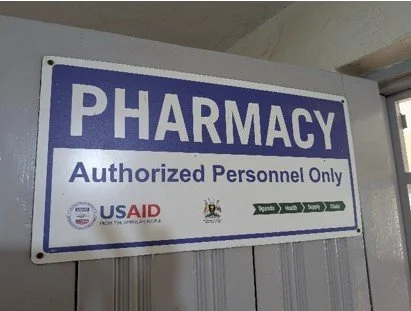 PHARMACY
Authorized Personnel Only
USAID
FROM THE AMERICAN PEOPLE
Uganda Health Supply Chain